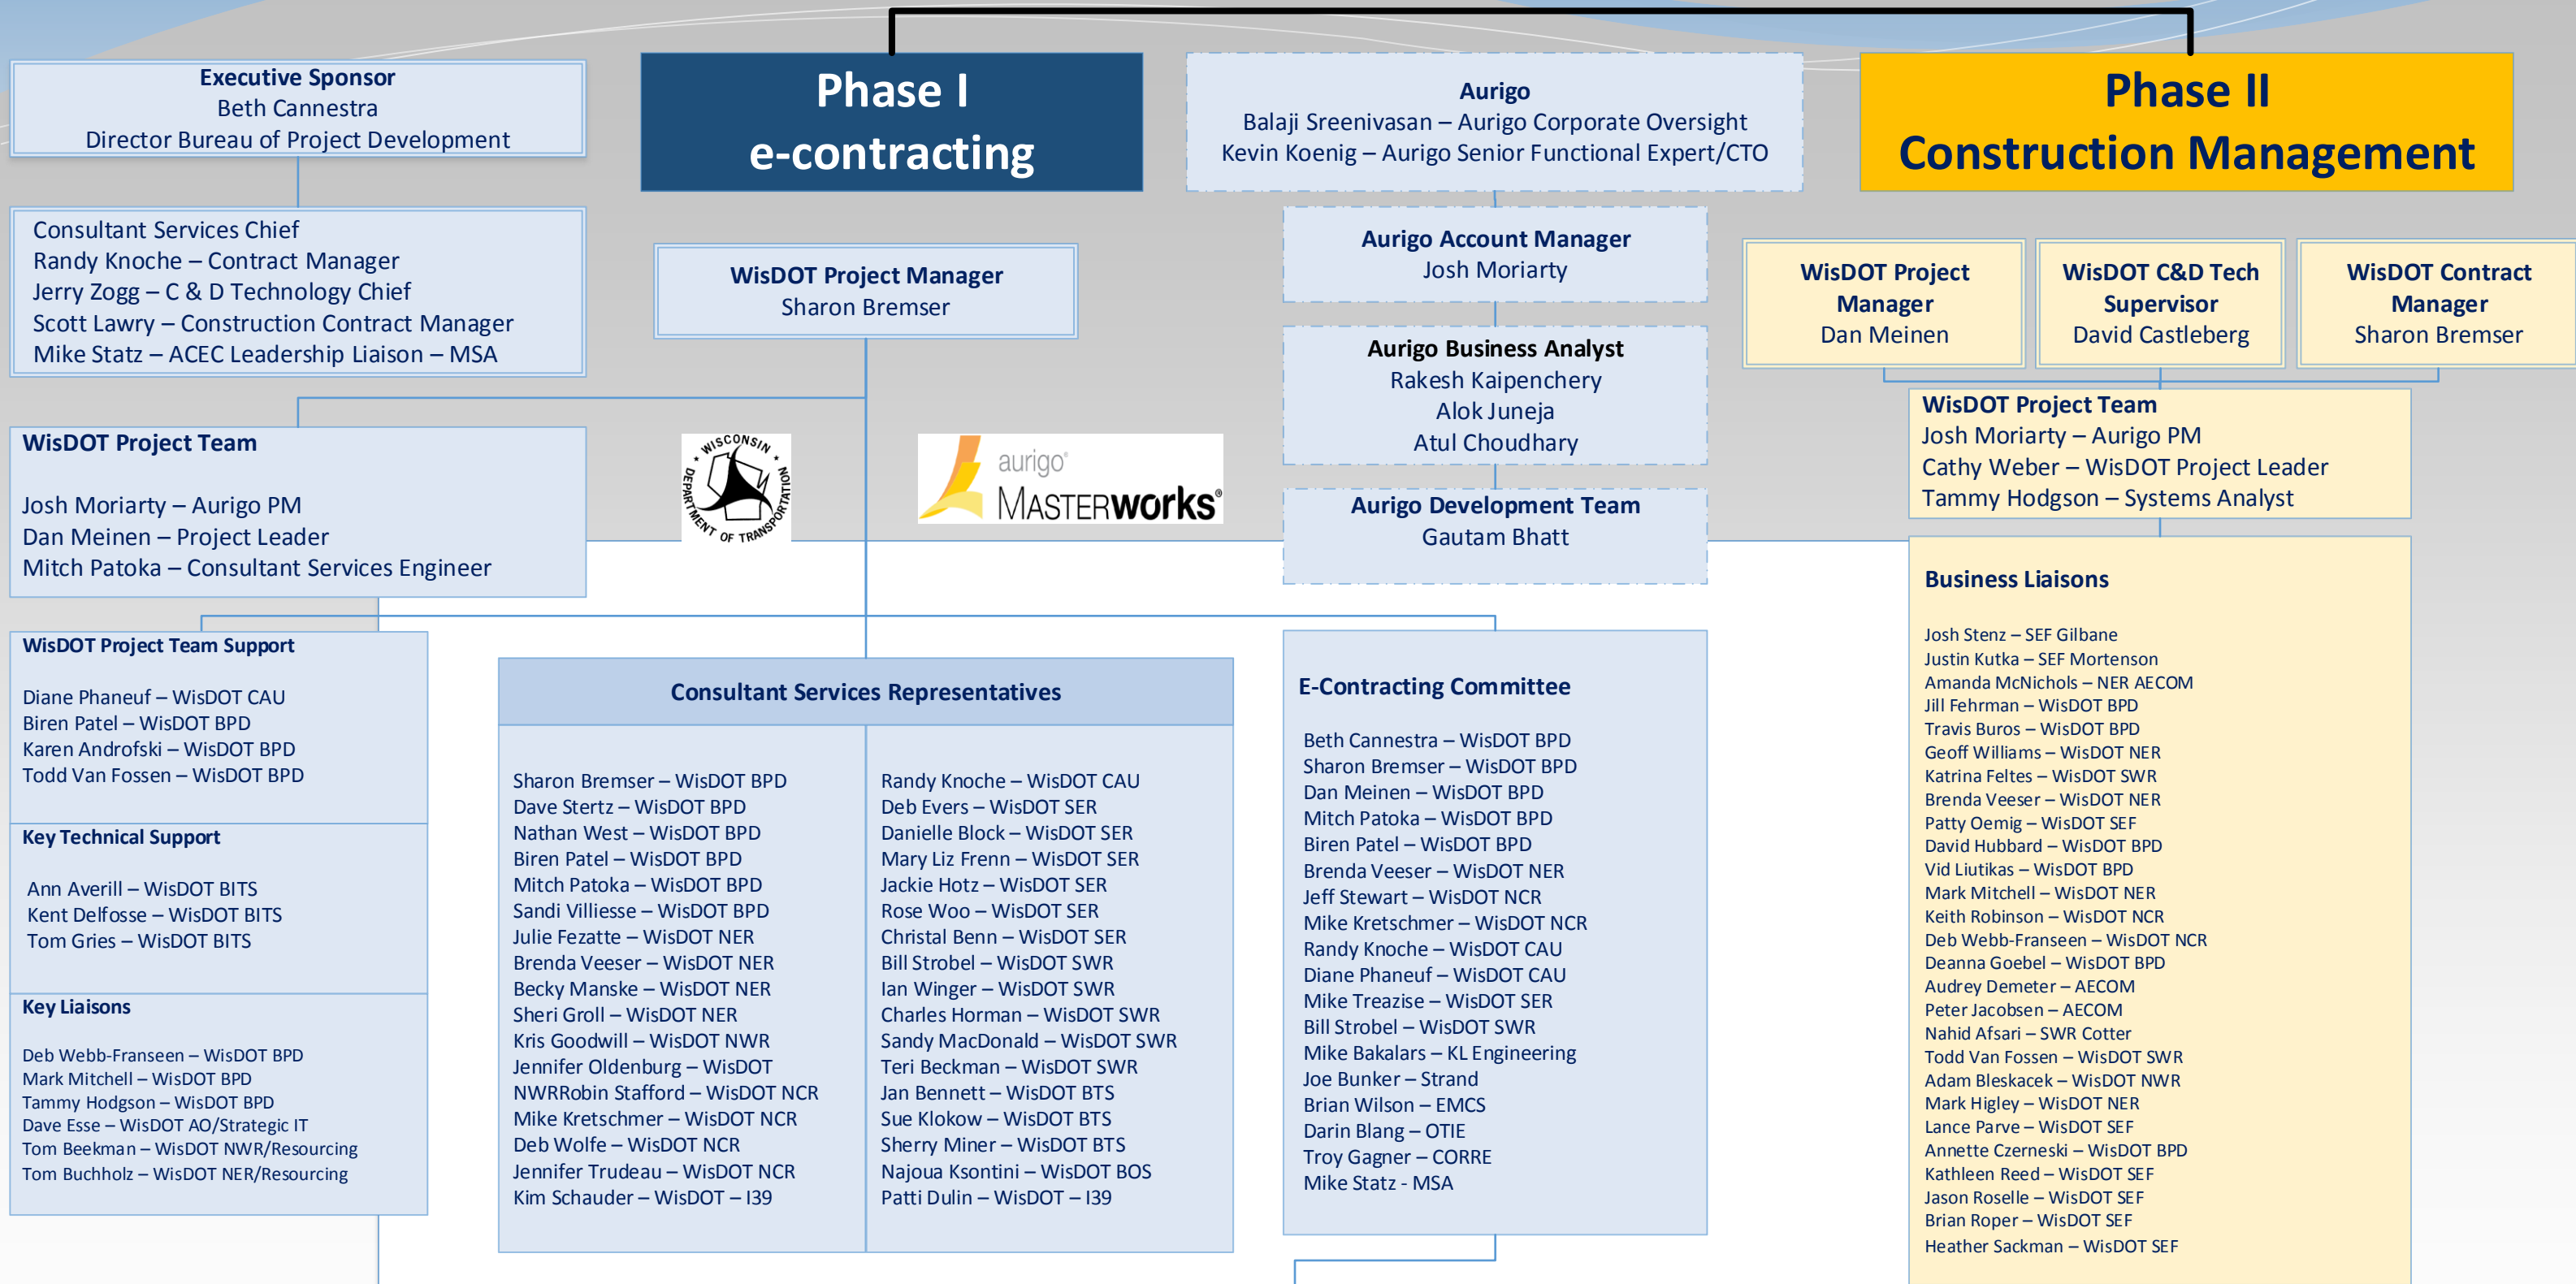 Executive Sponsor
Beth Cannestra
Director Bureau of Project Development
Consultant Services Chief
Randy Knoche – Contract Manager
Jerry Zogg – C & D Technology Chief
Scott Lawry – Construction Contract Manager
Mike Statz – ACEC Leadership Liaison – MSA
WisDOT Project Team
Josh Moriarty – Aurigo PM
Dan Meinen – Project Leader
Mitch Patoka – Consultant Services Engineer
WisDOT Project Team Support
Diane Phaneuf – WisDOT CAU
Biren Patel – WisDOT BPD
Karen Androfski – WisDOT BPD
Todd Van Fossen – WisDOT BPD
Key Technical Support
Ann Averill – WisDOT BITS
Kent Delfosse – WisDOT BITS
Tom Gries – WisDOT BITS
Key Liaisons
Deb Webb-Franseen – WisDOT BPD
Mark Mitchell – WisDOT BPD
Tammy Hodgson – WisDOT BPD
Dave Esse – WisDOT AO/Strategic IT
Tom Beekman – WisDOT NWR/Resourcing
Tom Buchholz – WisDOT NER/Resourcing
Phase I
e-contracting
WisDOT Project Manager
Sharon Bremser
WISCONSIN
DEPARTMENT OF TRANSPORTATION
aurigo®
MASTERworks®
Consultant Services Representatives
Sharon Bremser – WisDOT BPD
Dave Stertz – WisDOT BPD
Nathan West – WisDOT BPD
Biren Patel – WisDOT BPD
Mitch Patoka – WisDOT BPD
Sandi Villiesse – WisDOT BPD
Julie Fezatte – WisDOT NER
Brenda Veeser – WisDOT NER
Becky Manske – WisDOT NER
Sheri Groll – WisDOT NER
Kris Goodwill – WisDOT NWR
Jennifer Oldenburg – WisDOT
NWRRobin Stafford – WisDOT NCR
Mike Kretschmer – WisDOT NCR
Deb Wolfe – WisDOT NCR
Jennifer Trudeau – WisDOT NCR
Kim Schauder – WisDOT – I39
Randy Knoche – WisDOT CAU
Deb Evers – WisDOT SER
Danielle Block – WisDOT SER
Mary Liz Frenn – WisDOT SER
Jackie Hotz – WisDOT SER
Rose Woo – WisDOT SER
Christal Benn – WisDOT SER
Bill Strobel – WisDOT SWR
Ian Winger – WisDOT SWR
Charles Horman – WisDOT SWR
Sandy MacDonald – WisDOT SWR
Teri Beckman – WisDOT SWR
Jan Bennett – WisDOT BTS
Sue Klokow – WisDOT BTS
Sherry Miner – WisDOT BTS
Najoua Ksontini – WisDOT BOS
Patti Dulin – WisDOT – I39
Aurigo
Balaji Sreenivasan – Aurigo Corporate Oversight
Kevin Koenig – Aurigo Senior Functional Expert/CTO
Aurigo Account Manager
Josh Moriarty
Aurigo Business Analyst
Rakesh Kaipenchery
Alok Juneja
Atul Choudhary
Aurigo Development Team
Gautam Bhatt
E-Contracting Committee
Beth Cannestra – WisDOT BPD
Sharon Bremser – WisDOT BPD
Dan Meinen – WisDOT BPD
Mitch Patoka – WisDOT BPD
Biren Patel – WisDOT BPD
Brenda Veeser – WisDOT NER
Jeff Stewart – WisDOT NCR
Mike Kretschmer – WisDOT NCR
Randy Knoche – WisDOT CAU
Diane Phaneuf – WisDOT CAU
Mike Treazise – WisDOT SER
Bill Strobel – WisDOT SWR
Mike Bakalars – KL Engineering
Joe Bunker – Strand
Brian Wilson – EMCS
Darin Blang – OTIE
Troy Gagner – CORRE
Mike Statz - MSA
Phase II
Construction Management
WisDOT Project
Manager
Dan Meinen
WisDOT C&D Tech
Supervisor
David Castleberg
WisDOT Contract
Manager
Sharon Bremser
WisDOT Project Team
Josh Moriarty – Aurigo PM
Cathy Weber – WisDOT Project Leader
Tammy Hodgson – Systems Analyst
Business Liaisons
Josh Stenz – SEF Gilbane
Justin Kutka – SEF Mortenson
Amanda McNichols – NER AECOM
Jill Fehrman – WisDOT BPD
Travis Buros – WisDOT BPD
Geoff Williams – WisDOT NER
Katrina Feltes – WisDOT SWR
Brenda Veeser – WisDOT NER
Patty Oemig – WisDOT SEF
David Hubbard – WisDOT BPD
Vid Liutikas – WisDOT BPD
Mark Mitchell – WisDOT NER
Keith Robinson – WisDOT NCR
Deb Webb-Franseen – WisDOT NCR
Deanna Goebel – WisDOT BPD
Audrey Demeter – AECOM
Peter Jacobsen – AECOM
Nahid Afsari – SWR Cotter
Todd Van Fossen – WisDOT SWR
Adam Bleskacek – WisDOT NWR
Mark Higley – WisDOT NER
Lance Parve – WisDOT SEF
Annette Czerneski – WisDOT BPD
Kathleen Reed – WisDOT SEF
Jason Roselle – WisDOT SEF
Brian Roper – WisDOT SEF
Heather Sackman – WisDOT SEF